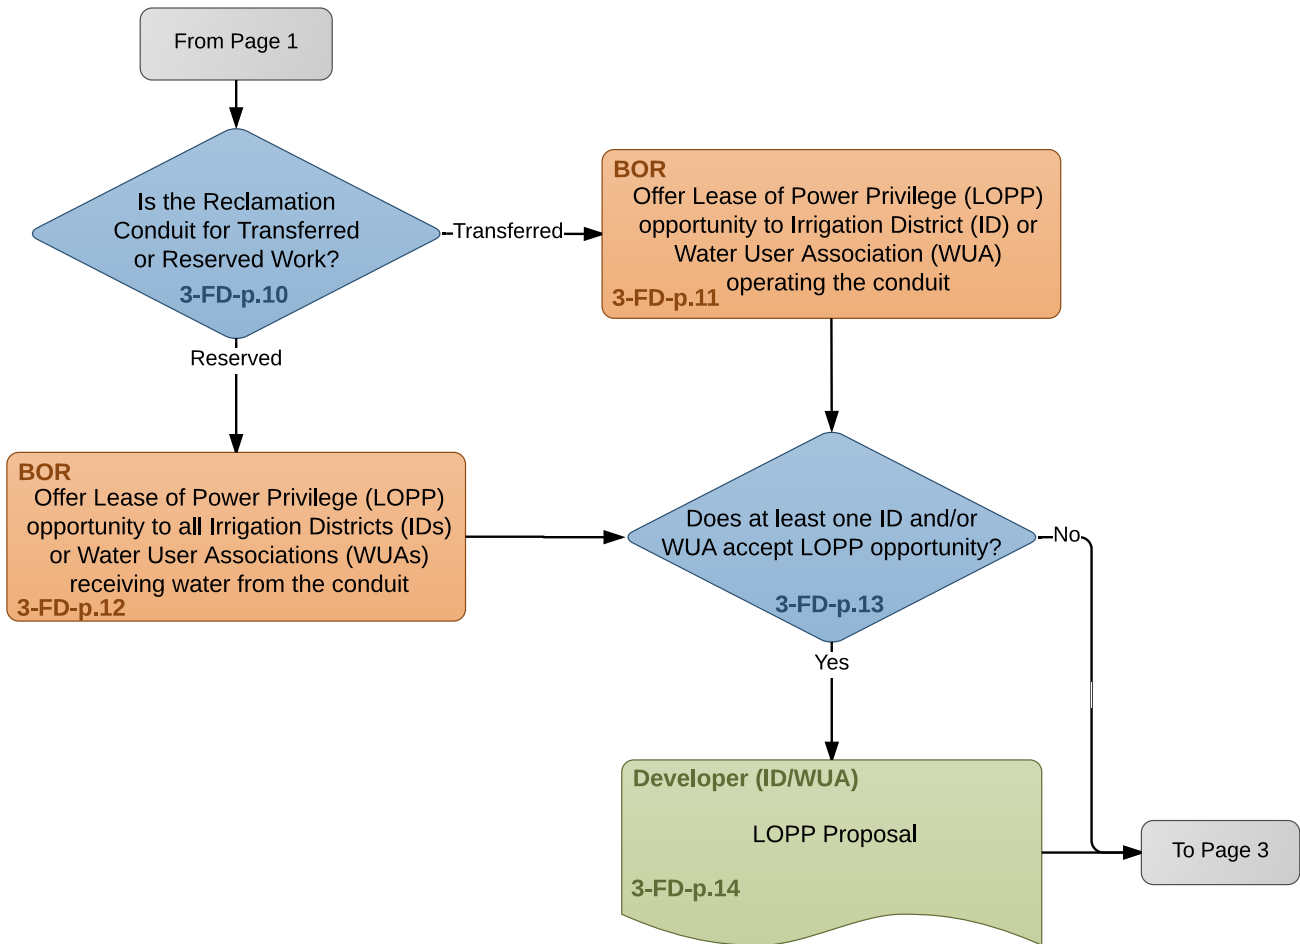 From Page 1
Is the Reclamation
Conduit for Transferred
or Reserved Work?
3-FD-p.10
Transferred
BOR
Offer Lease of Power Privilege (LOPP)
opportunity to Irrigation District (ID) or
Water User Association (WUA)
operating the conduit
3-FD-p.11
Reserved
BOR
Offer Lease of Power Privilege (LOPP)
opportunity to all Irrigation Districts (IDs)
or Water User Associations (WUAs)
receiving water from the conduit
3-FD-p.12
Does at least one ID and/or
WUA accept LOPP opportunity?
3-FD-p.13
No
Yes
Developer (ID/WUA)
LOPP Proposal
3-FD-p.14
To Page 3